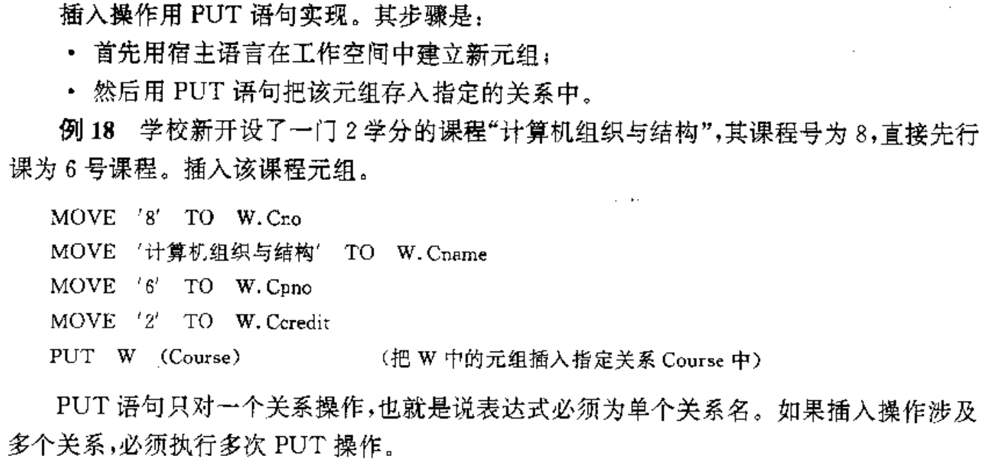 插入操作用 PUT 语句实现。其步骤是：
· 首先用宿主语言在工作空间中建立新元组；
· 然后用 PUT 语句把该元组存入指定的关系中。
例 18 学校新开设了一门 2 学分的课程“计算机组织与结构”，其课程号为 8，直接先行
课为 6 号课程。插入该课程元组。
MOVE '8' TO W.Cno
MOVE '计算机组织与结构' TO W.Cname
MOVE '6' TO W.Cpno
MOVE '2' TO W.Ccredit
PUT W (Course) （把 W 中的元组插入指定关系 Course 中）
PUT 语句只对一个关系操作，也就是说表达式必须为单个关系名。如果插入操作涉及
多个关系，必须执行多次 PUT 操作。